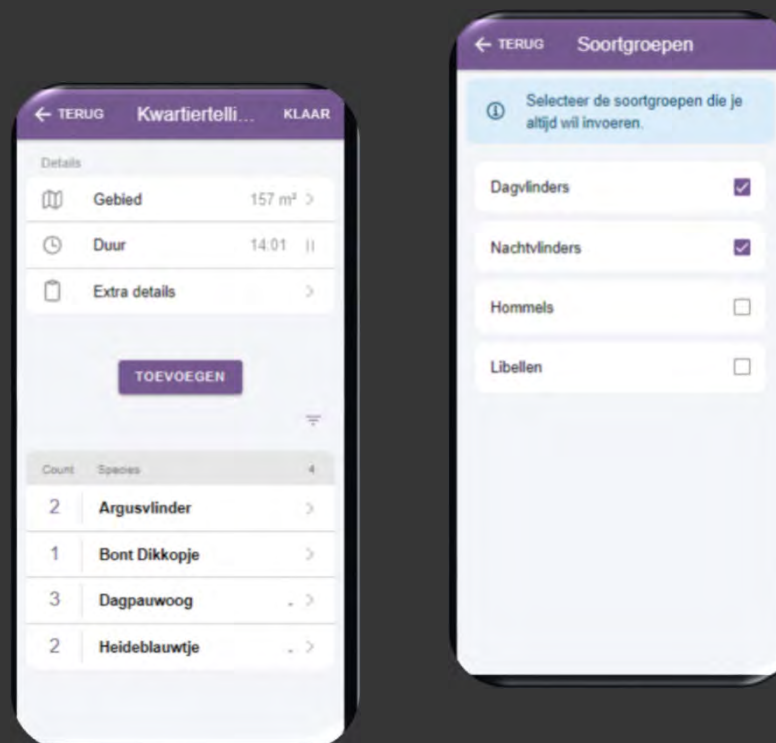 TERUG Kwartiertelli... KLAAR
Details
Gebied 157 m²
Duur 14:01
Extra details
TOEVOEGEN
Count Species 4
2 Argusvlinder
1 Bont Dikkopje
3 Dagpauwoog
2 Heideblauwtje
TERUG Soortgroepen
Selecteer de soortgroepen die je
altijd wil invoeren.
Dagvlinders
Nachtvlinders
Hommels
Libellen